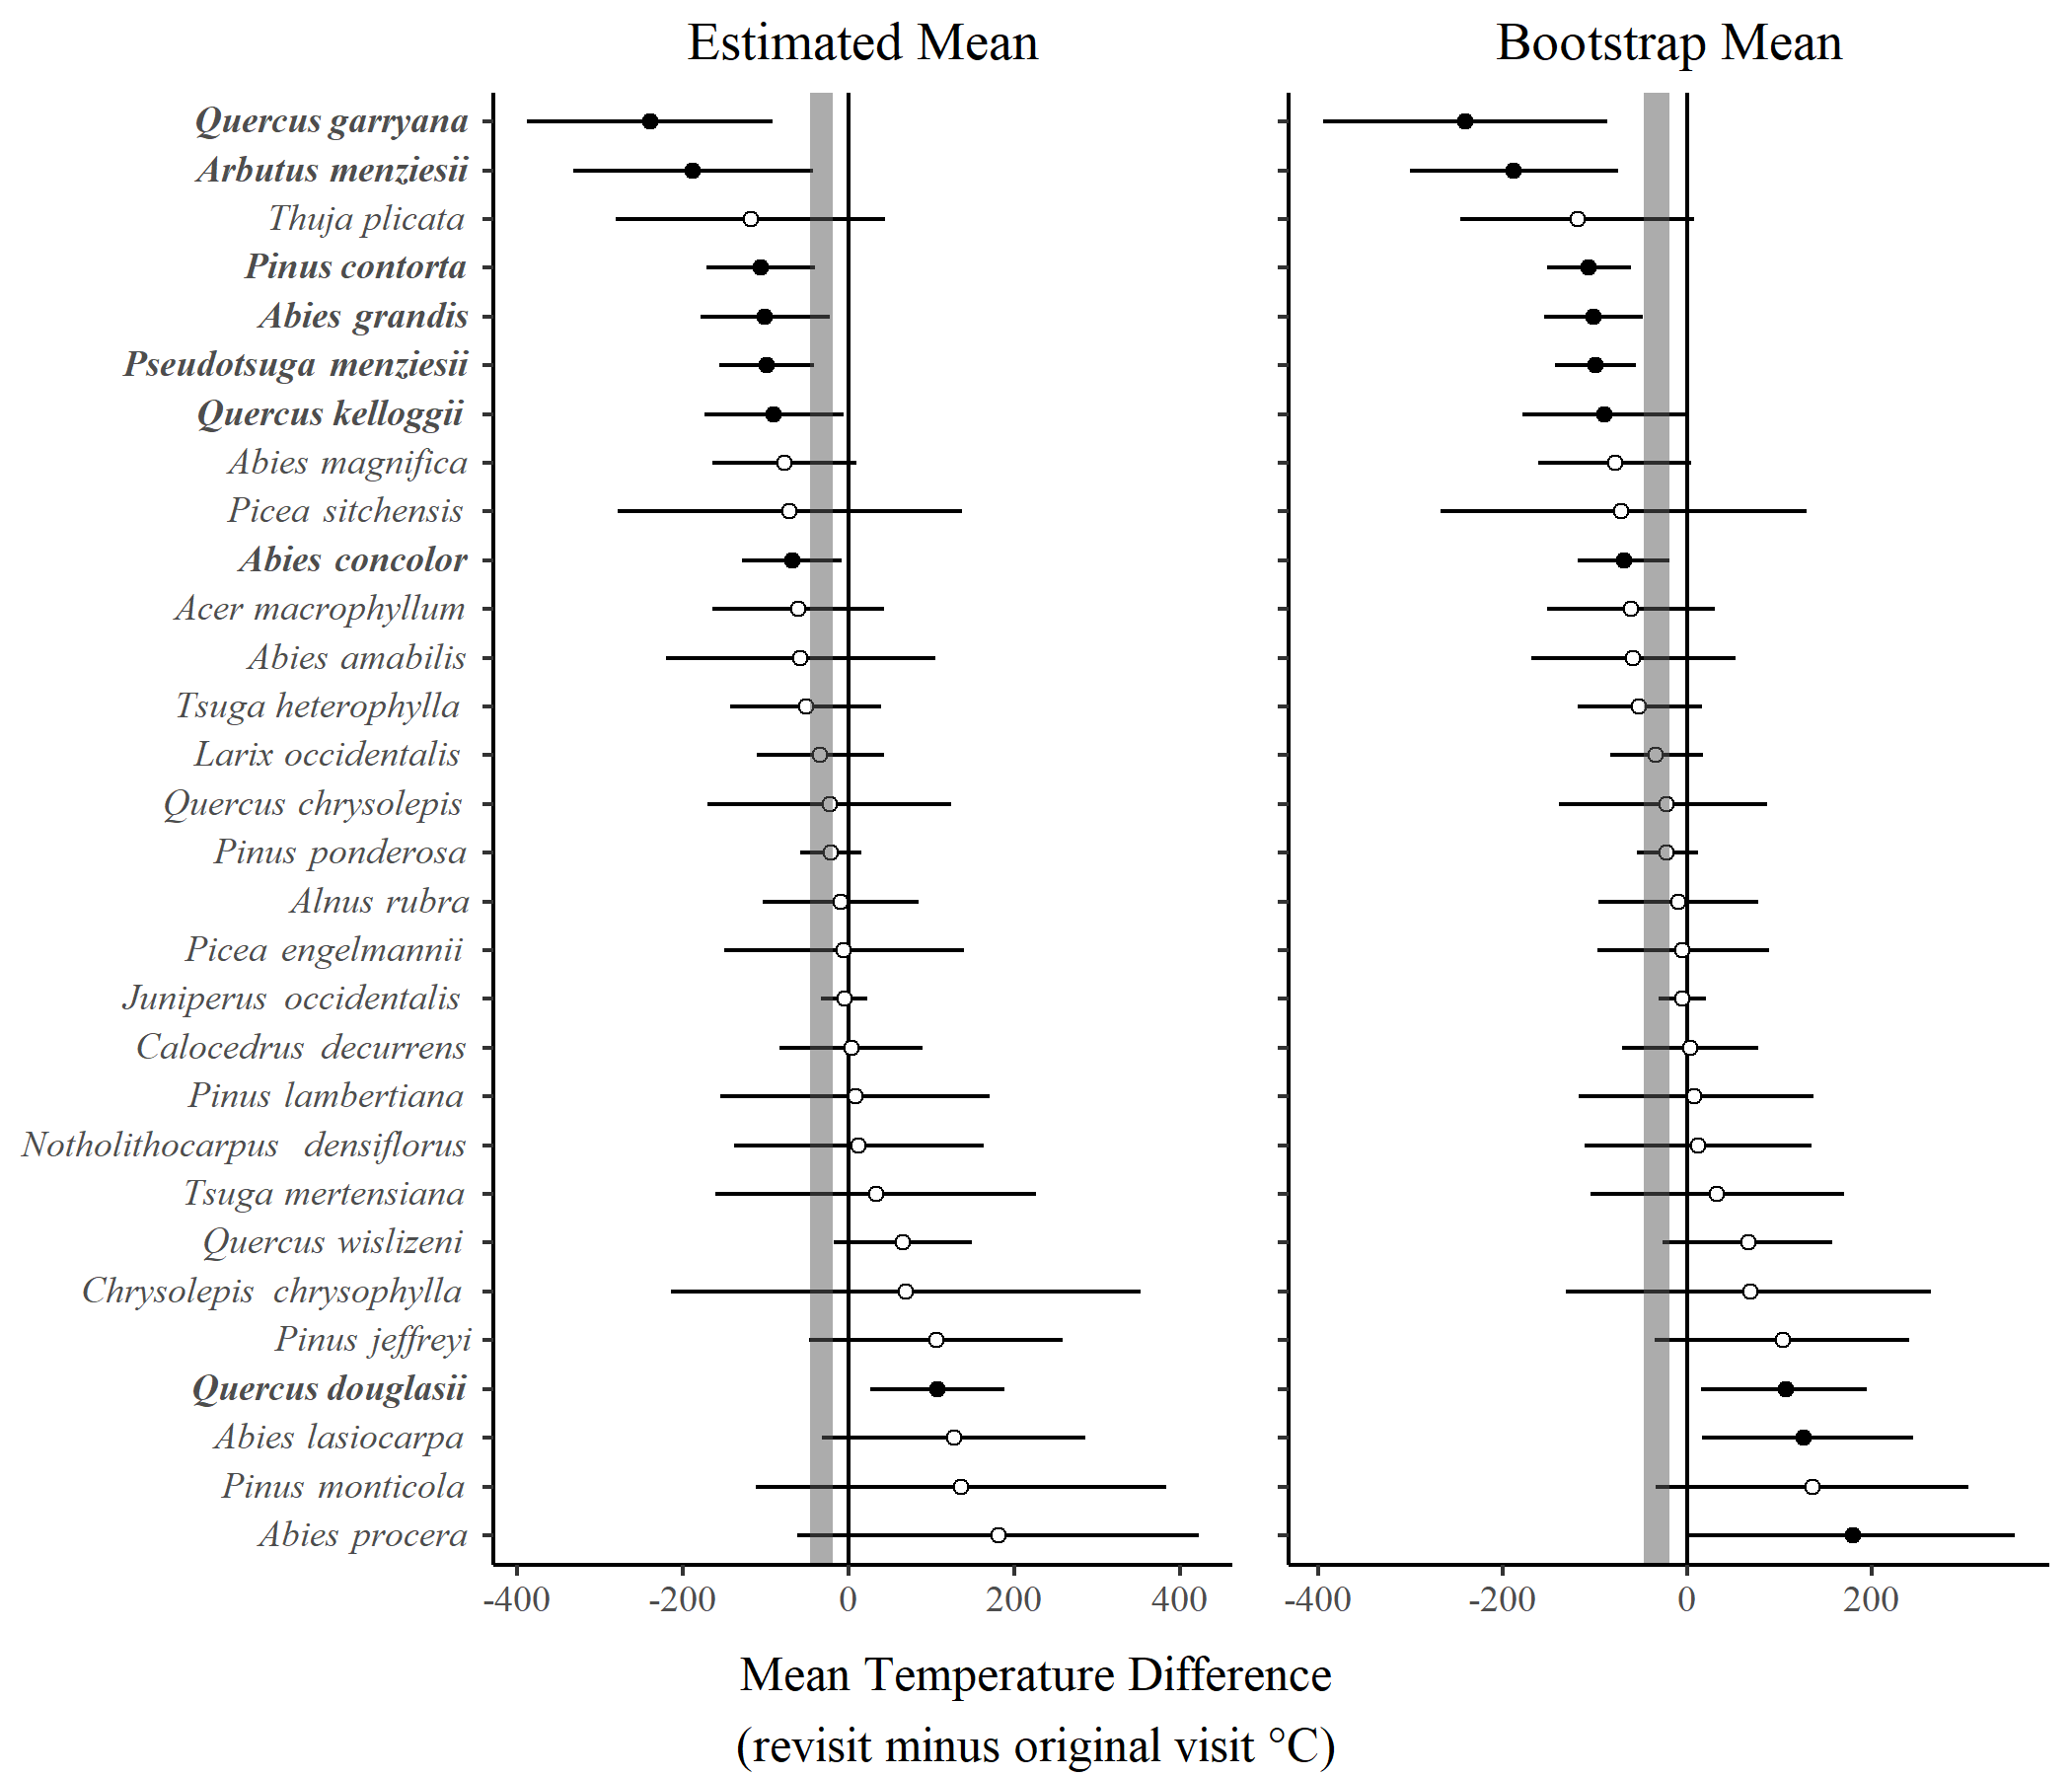 Estimated Mean
Bootstrap Mean
Quercus garryana
Arbutus menziesii
Thuja plicata
Pinus contorta
Abies grandis
Pseudotsuga menziesii
Quercus kelloggii
Abies magnifica
Picea sitchensis
Abies concolor
Acer macrophyllum
Abies amabilis
Tsuga heterophylla
Larix occidentalis
Quercus chrysolepis
Pinus ponderosa
Alnus rubra
Picea engelmannii
Juniperus occidentalis
Calocedrus decurrens
Pinus lambertiana
Notholithocarpus densiflorus
Tsuga mertensiana
Quercus wislizeni
Chrysolepis chrysophylla
Pinus jeffreyi
Quercus douglasii
Abies lasiocarpa
Pinus monticola
Abies procera
-400 -200 0 200 400
-400 -200 0 200
Mean Temperature Difference
(revisit minus original visit °C)